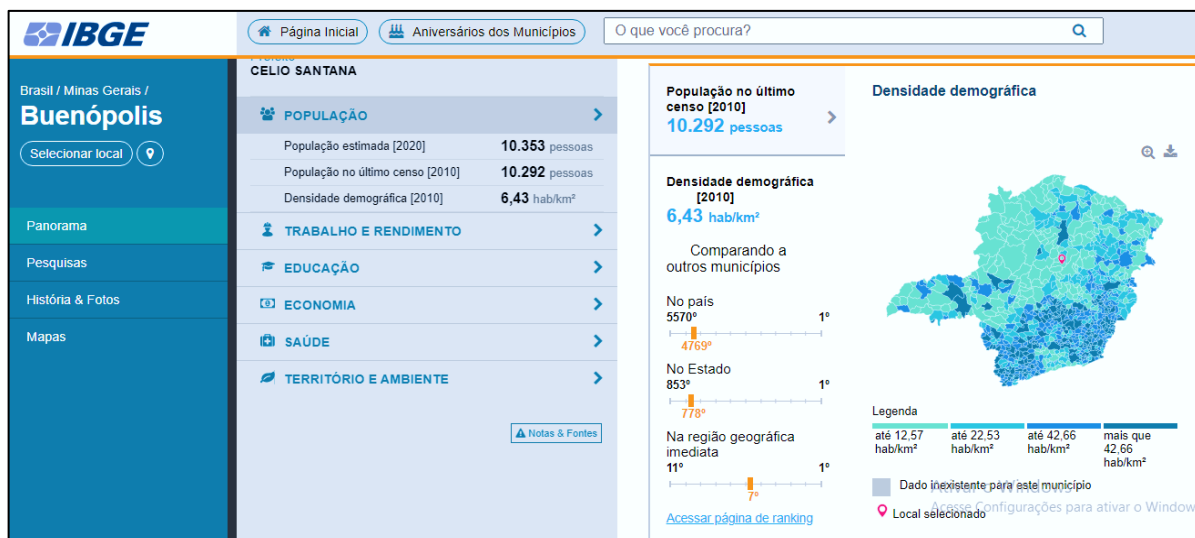 IBGE
Página Inicial
Aniversários dos Municípios
O que você procura?
Brasil / Minas Gerais /
Buenópolis
Selecionar local
Panorama
Pesquisas
História & Fotos
Mapas
CELIO SANTANA
POPULAÇÃO
População estimada [2020] 10.353 pessoas
População no último censo [2010] 10.292 pessoas
Densidade demográfica [2010] 6,43 hab/km²
TRABALHO E RENDIMENTO
EDUCAÇÃO
ECONOMIA
SAÚDE
TERRITÓRIO E AMBIENTE
Notas & Fontes
População no último
censo [2010]
10.292 pessoas
Densidade demográfica
[2010]
6,43 hab/km²
Comparando a
outros municípios
No país
5570º 1º
4769º
No Estado
853º 1º
778º
Na região geográfica
imediata
11º 1º
7º
Acessar página de ranking
Densidade demográfica
Legenda
até 12,57
hab/km²
até 22,53
hab/km²
até 42,66
hab/km²
mais que
42,66
hab/km²
Dado inexistente para este município
Local selecionado
Ativar o Windows
Acesse Configurações para ativar o Window